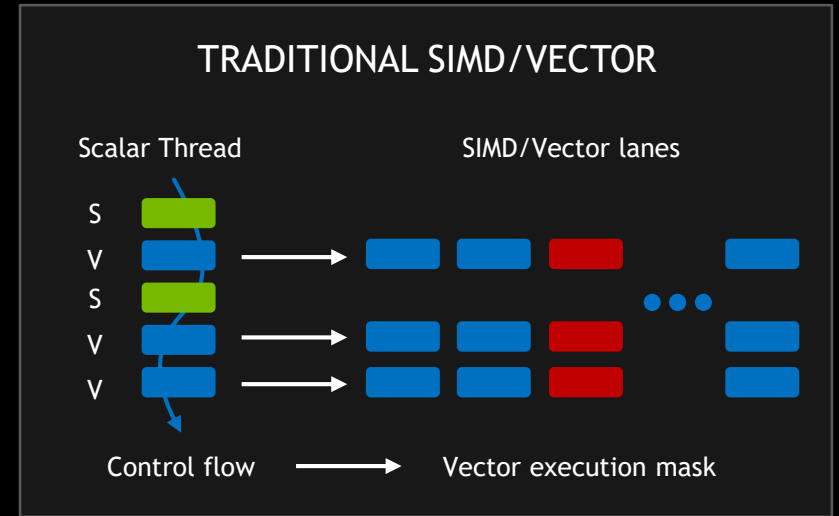 TRADITIONAL SIMD/VECTOR
Scalar Thread SIMD/Vector lanes
S
V
S
V
V
Control flow Vector execution mask